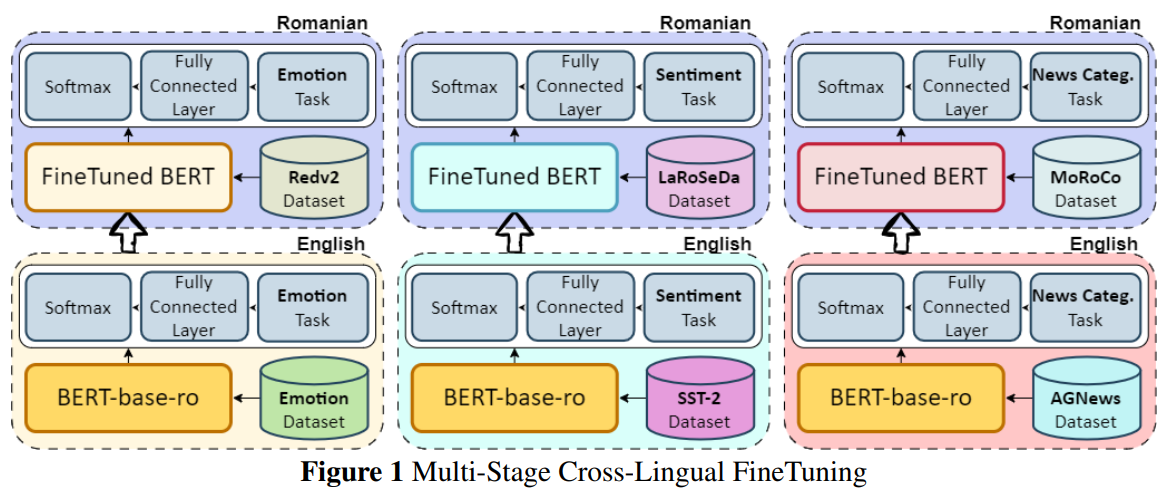 Romanian
Softmax
Fully
Connected
Layer
Emotion
Task
FineTuned BERT
Redv2
Dataset
Romanian
Softmax
Fully
Connected
Layer
Sentiment
Task
FineTuned BERT
LaRoSeDa
Dataset
Romanian
Softmax
Fully
Connected
Layer
News Categ.
Task
FineTuned BERT
MoRoCo
Dataset
English
Softmax
Fully
Connected
Layer
Emotion
Task
BERT-base-ro
Emotion
Dataset
English
Softmax
Fully
Connected
Layer
Sentiment
Task
BERT-base-ro
SST-2
Dataset
English
Softmax
Fully
Connected
Layer
News Categ.
Task
BERT-base-ro
AGNews
Dataset
Figure 1 Multi-Stage Cross-Lingual FineTuning